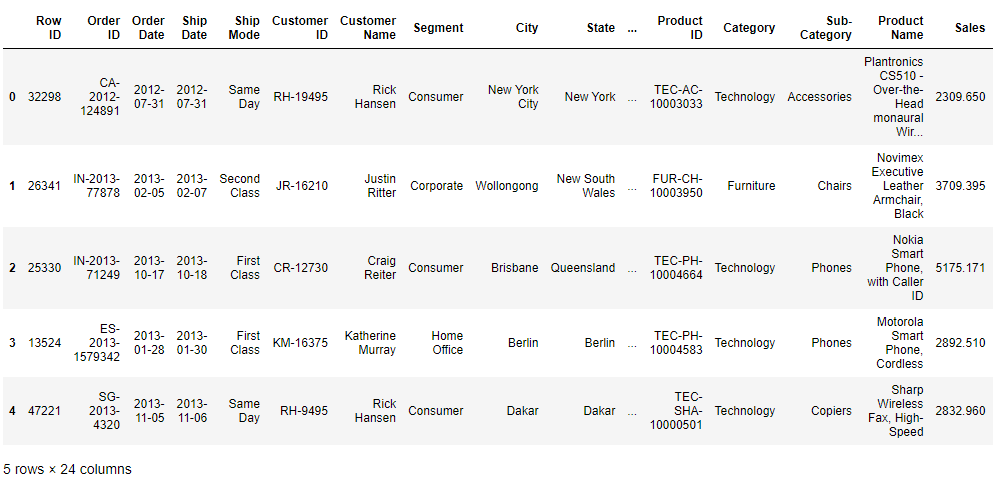 Row ID Order ID Order Date Ship Date Ship Mode Customer ID Customer Name Segment City State ... Product ID Category Sub-Category Product Name Sales
0 32298 CA-2012-124891 2012-07-31 2012-07-31 Same Day RH-19495 Rick Hansen Consumer New York City New York ... TEC-AC-10003033 Technology Accessories Plantronics CS510 - Over-the-Head monaural Wir... 2309.650
1 26341 IN-2013-77878 2013-02-05 2013-02-07 Second Class JR-16210 Justin Ritter Corporate Wollongong New South Wales ... FUR-CH-10003950 Furniture Chairs Novimex Executive Leather Armchair, Black 3709.395
2 25330 IN-2013-71249 2013-10-17 2013-10-18 First Class CR-12730 Craig Reiter Consumer Brisbane Queensland ... TEC-PH-10004664 Technology Phones Nokia Smart Phone, with Caller ID 5175.171
3 13524 ES-2013-1579342 2013-01-28 2013-01-30 First Class KM-16375 Katherine Murray Home Office Berlin Berlin ... TEC-PH-10004583 Technology Phones Motorola Smart Phone, Cordless 2892.510
4 47221 SG-2013-4320 2013-11-05 2013-11-06 Same Day RH-9495 Rick Hansen Consumer Dakar Dakar ... TEC-SHA-10000501 Technology Copiers Sharp Wireless Fax, High-Speed 2832.960
5 rows × 24 columns